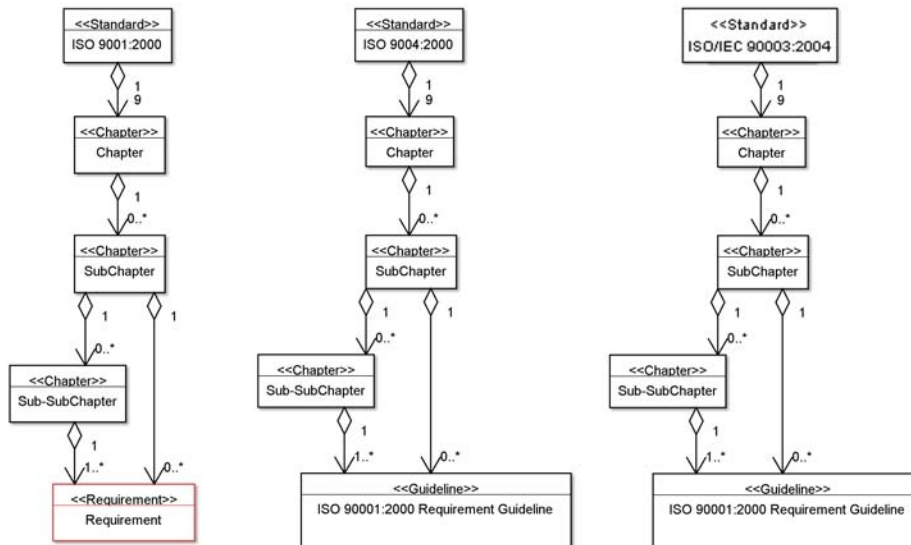 <<Standard>>
ISO 9001:2000
1
9
<<Chapter>>
Chapter
1
0..*
<<Chapter>>
SubChapter
1
1
0..*
<<Chapter>>
Sub-SubChapter
1
1..*
0..*
<<Requirement>>
Requirement
<<Standard>>
ISO 9004:2000
1
9
<<Chapter>>
Chapter
1
0..*
<<Chapter>>
SubChapter
1
1
0..*
<<Chapter>>
Sub-SubChapter
1
1..*
0..*
<<Guideline>>
ISO 90001:2000 Requirement Guideline
<<Standard>>
ISO/IEC 90003:2004
1
9
<<Chapter>>
Chapter
1
0..*
<<Chapter>>
SubChapter
1
1
0..*
<<Chapter>>
Sub-SubChapter
1
1..*
0..*
<<Guideline>>
ISO 90001:2000 Requirement Guideline